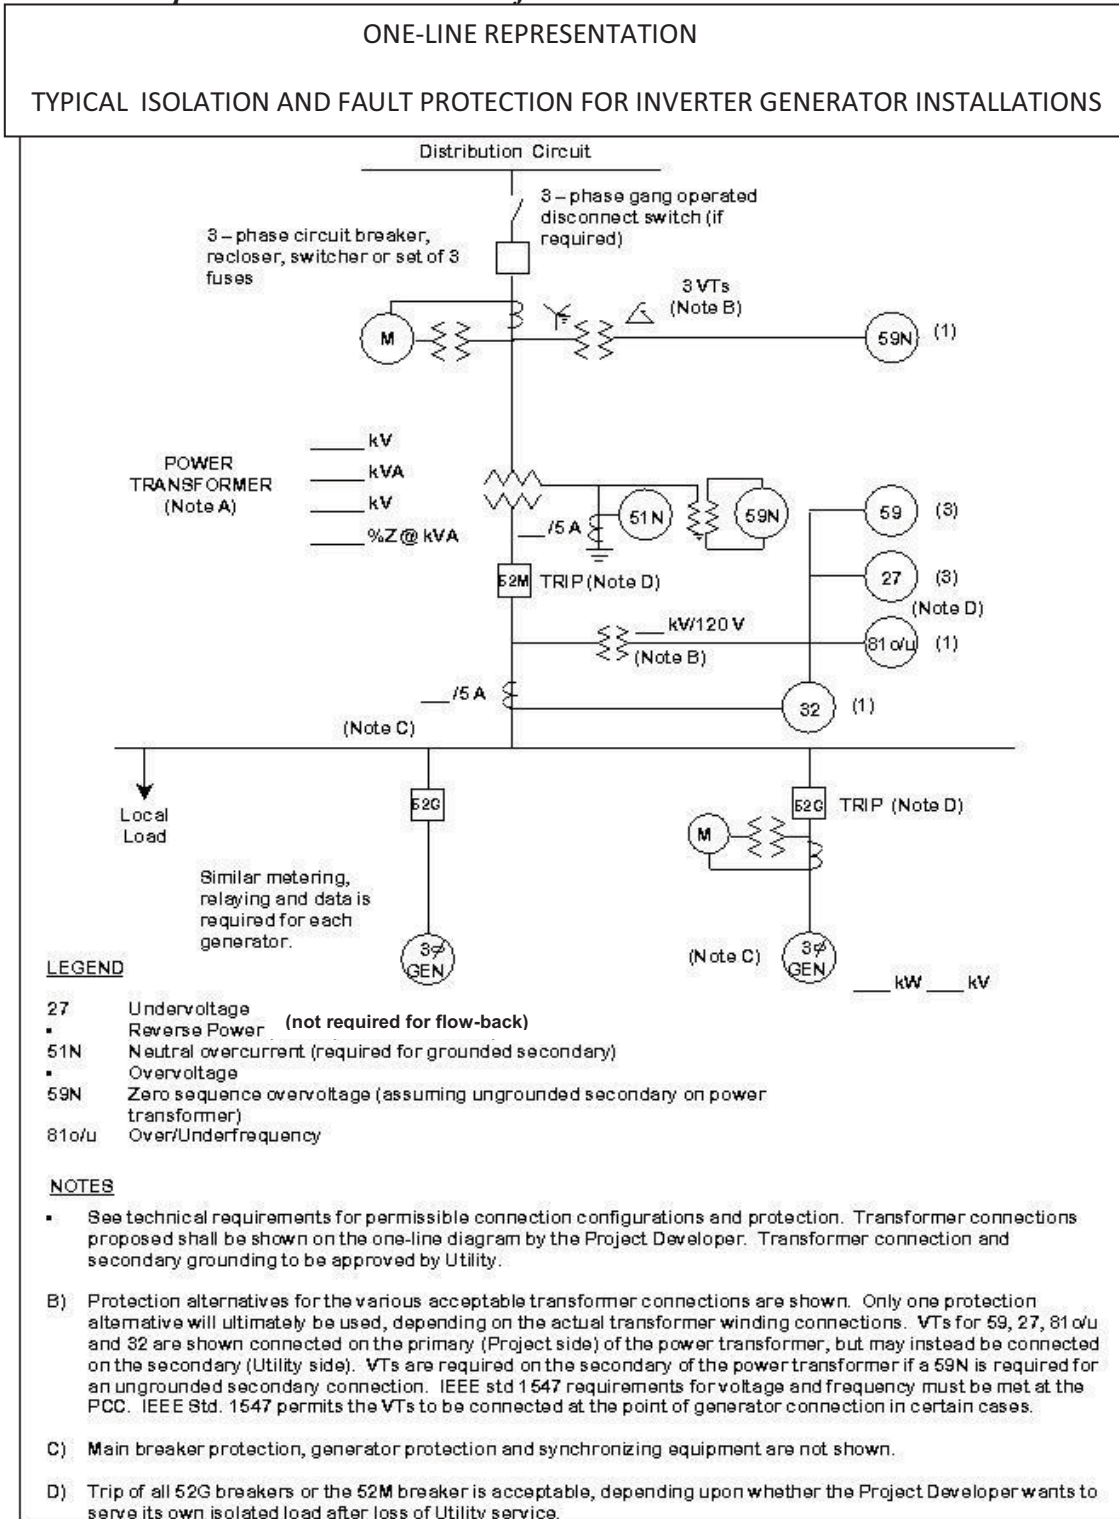 ONE-LINE REPRESENTATION
TYPICAL ISOLATION AND FAULT PROTECTION FOR INVERTER GENERATOR INSTALLATIONS
Distribution Circuit
3 – phase gang operated
disconnect switch (if
required)
3 – phase circuit breaker,
recloser, switcher or set of 3
fuses
3 VTs
(Note B)
M
59N (1)
POWER
TRANSFORMER
(Note A)
____ kV
____ kVA
____ kV
____ %Z @ kVA
__ /5 A
51N
59N
59 (3)
27 (3)
(Note D)
52M TRIP (Note D)
__ kV/120 V
(Note B)
81 o/u (1)
__ /5 A
32 (1)
(Note C)
Local
Load
52G
52G TRIP (Note D)
M
Similar metering,
relaying and data is
required for each
generator.
3ø
GEN
(Note C)
3ø
GEN
___ kW ___ kV
LEGEND
27 Undervoltage
▪ Reverse Power (not required for flow-back)
51N Neutral overcurrent (required for grounded secondary)
▪ Overvoltage
59N Zero sequence overvoltage (assuming ungrounded secondary on power
transformer)
81o/u Over/Underfrequency
NOTES
▪ See technical requirements for permissible connection configurations and protection. Transformer connections
proposed shall be shown on the one-line diagram by the Project Developer. Transformer connection and
secondary grounding to be approved by Utility.
B) Protection alternatives for the various acceptable transformer connections are shown. Only one protection
alternative will ultimately be used, depending on the actual transformer winding connections. VTs for 59, 27, 81o/u
and 32 are shown connected on the primary (Project side) of the power transformer, but may instead be connected
on the secondary (Utility side). VTs are required on the secondary of the power transformer if a 59N is required for
an ungrounded secondary connection. IEEE std 1547 requirements for voltage and frequency must be met at the
PCC. IEEE Std. 1547 permits the VTs to be connected at the point of generator connection in certain cases.
C) Main breaker protection, generator protection and synchronizing equipment are not shown.
D) Trip of all 52G breakers or the 52M breaker is acceptable, depending upon whether the Project Developer wants to
serve its own isolated load after loss of Utility service.